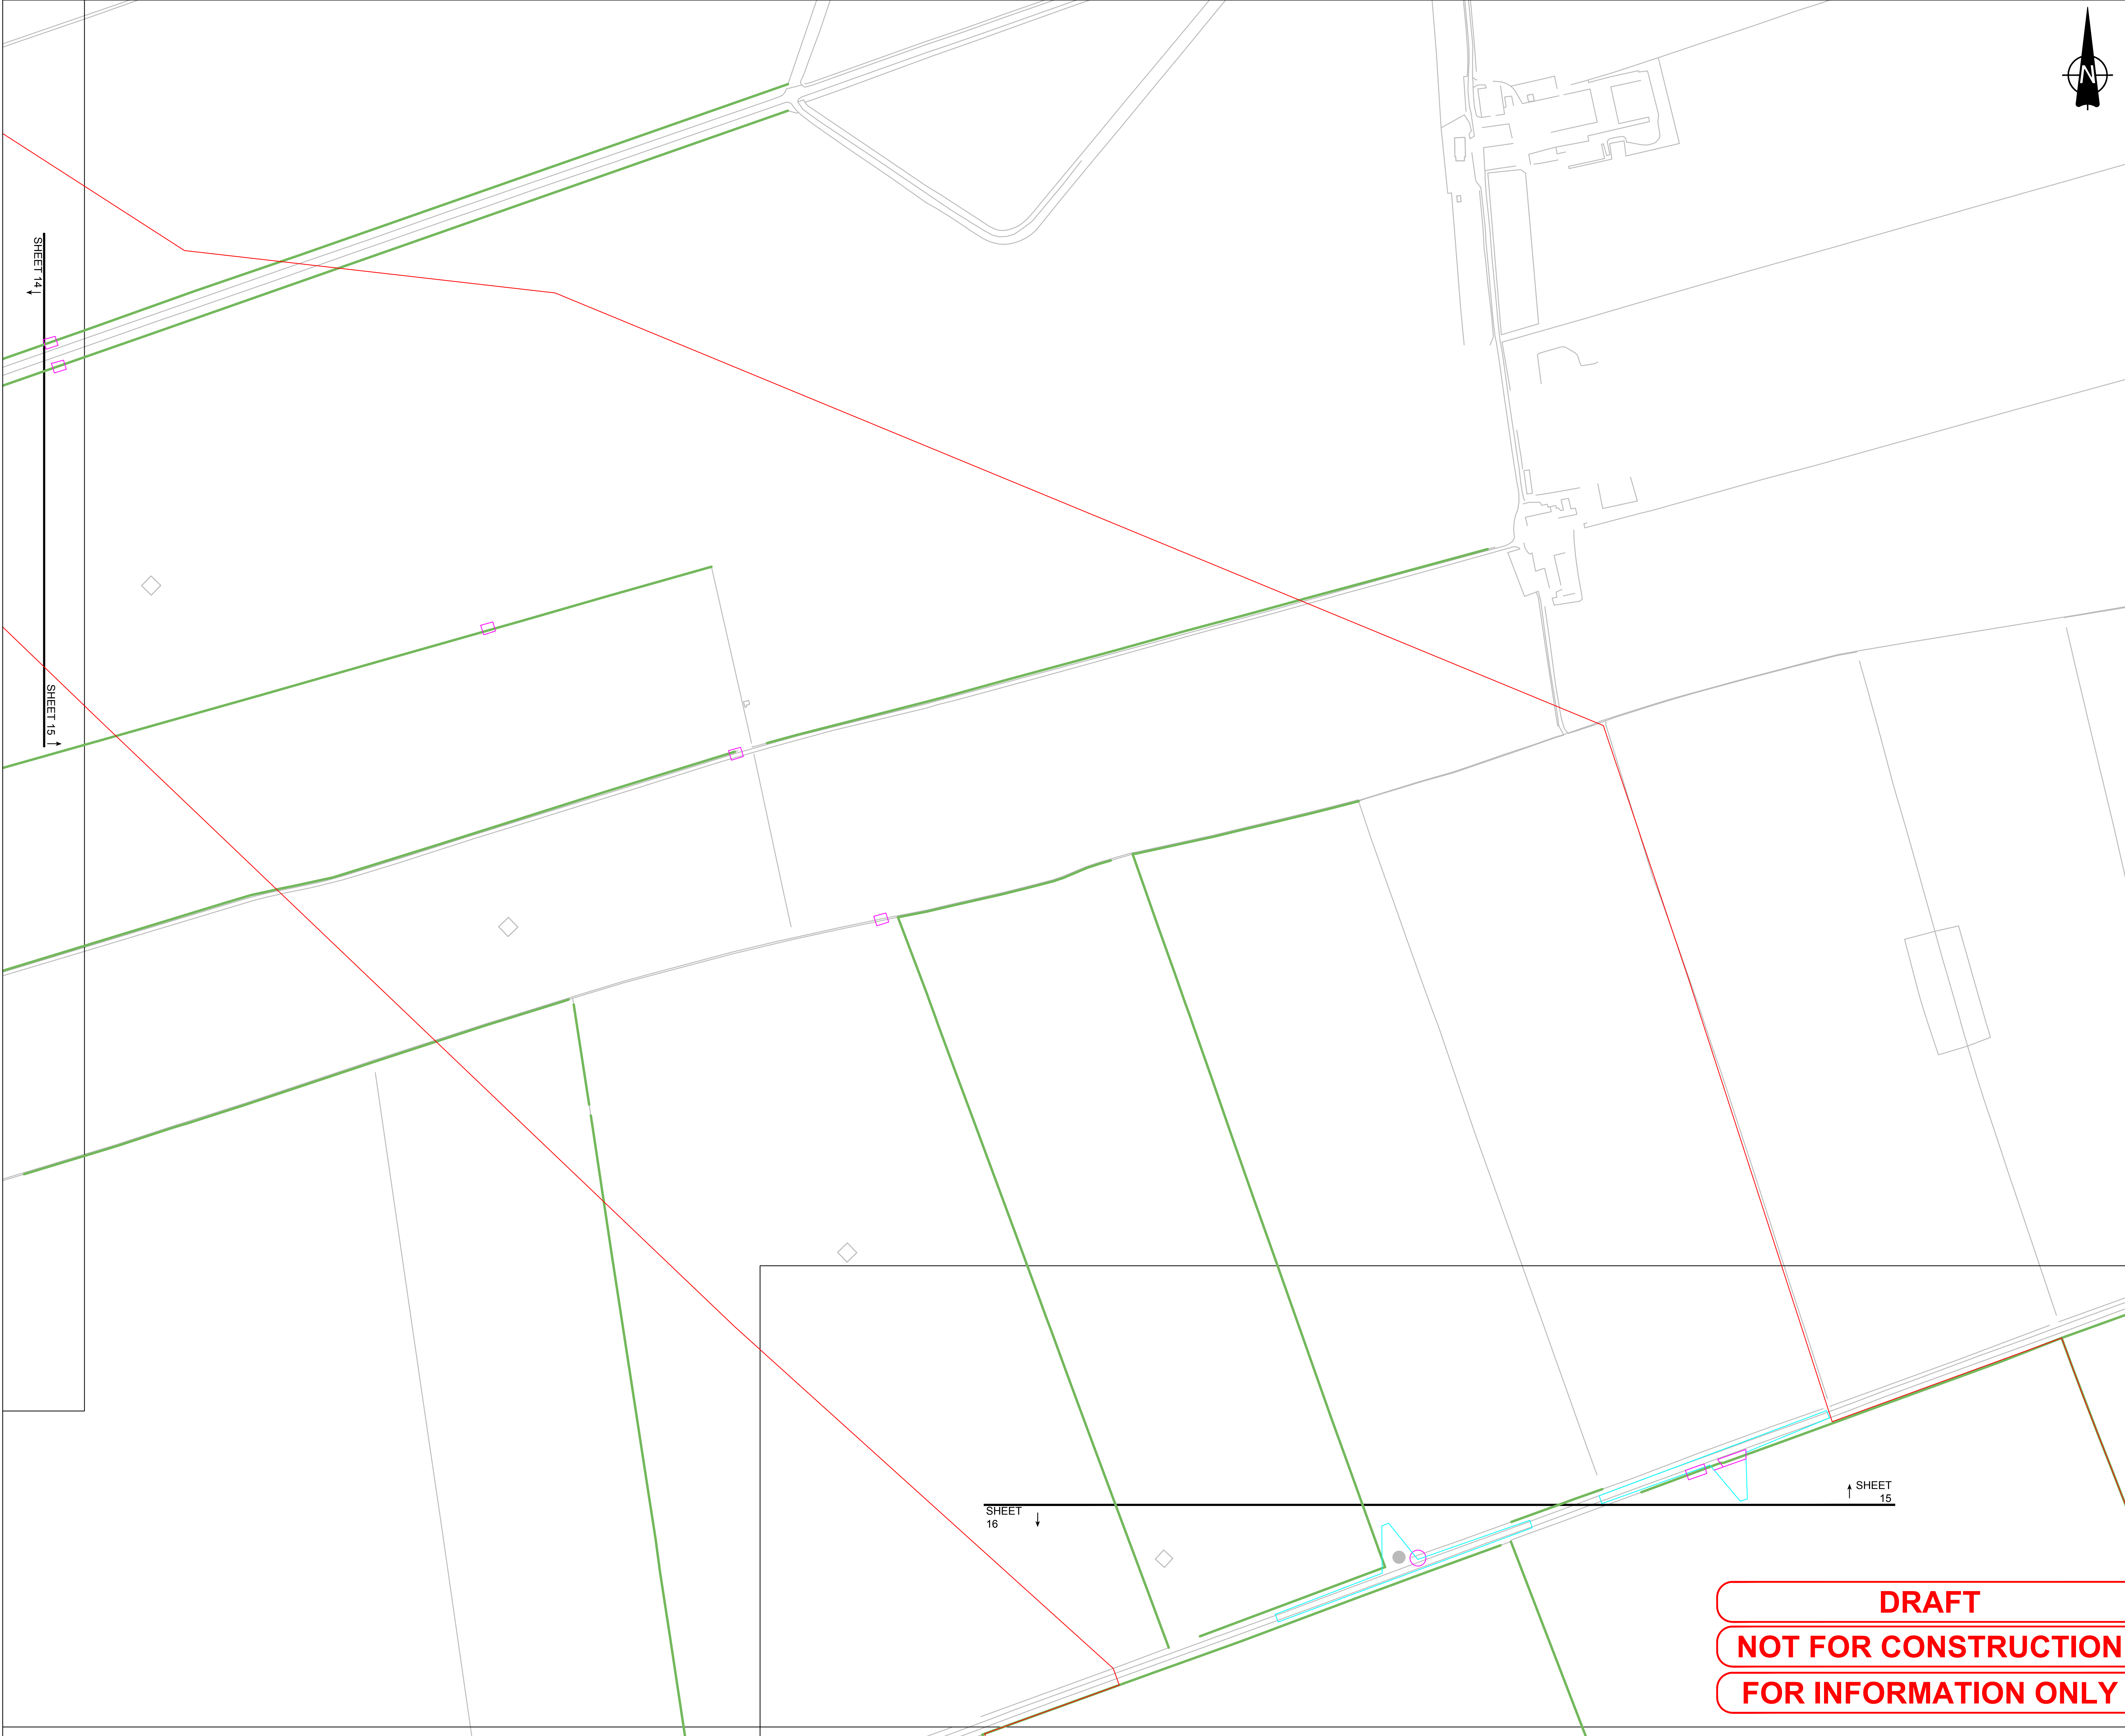 N
SHEET 14
SHEET 15
SHEET
15
SHEET
16
DRAFT
NOT FOR CONSTRUCTION
FOR INFORMATION ONLY